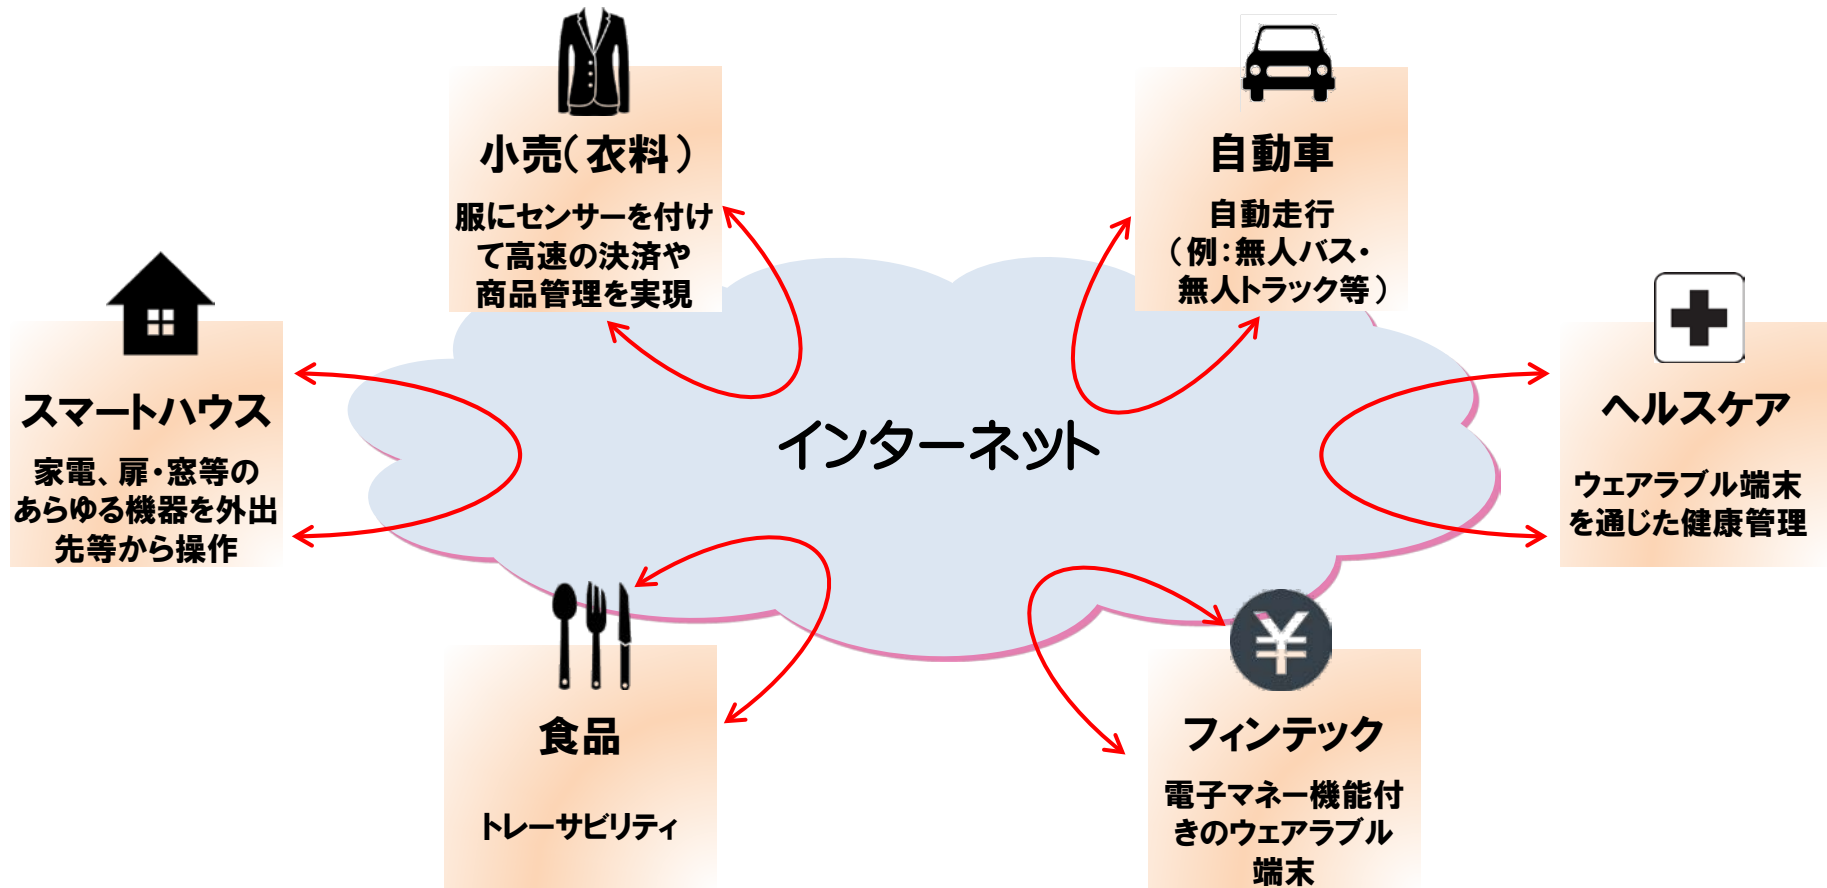 小売(衣料)
服にセンサーを付け
て高速の決済や
商品管理を実現
自動車
自動走行
(例:無人バス・
無人トラック等)
スマートハウス
家電、扉・窓等の
あらゆる機器を外出
先等から操作
インターネット
ヘルスケア
ウェアラブル端末
を通じた健康管理
食品
トレーサビリティ
¥
フィンテック
電子マネー機能付
きのウェアラブル
端末